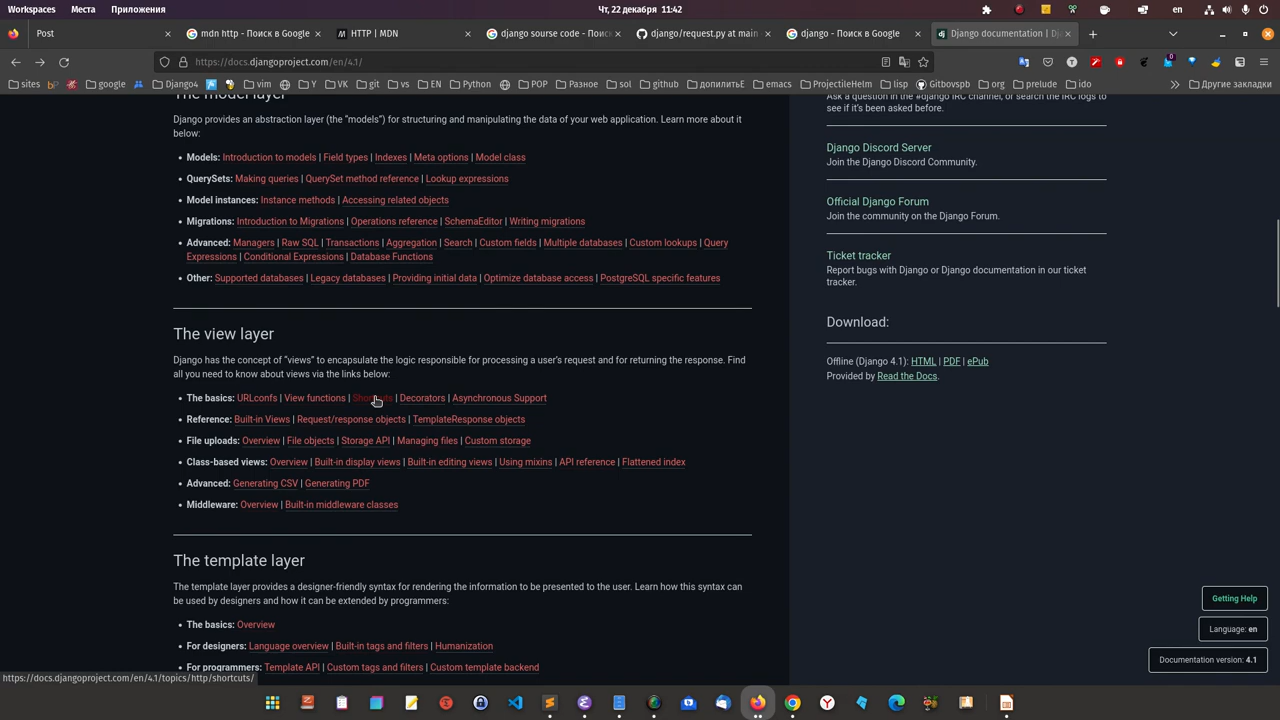 Workspaces Места Приложения Чт, 22 декабря 11:42 en
Post mdn http - Поиск в Google HTTP | MDN django sourse code - Поис django/request.py at main django - Поиск в Google Django documentation | D
https://docs.djangoproject.com/en/4.1/
sites google Django4 Y VK git vs EN Python POP Разное sol github допилитьЕ emacs ProjectileHelm lisp Gitbovspb org prelude ido Другие закладки
The model layer
Django provides an abstraction layer (the “models”) for structuring and manipulating the data of your web application. Learn more about it
below:
• Models: Introduction to models | Field types | Indexes | Meta options | Model class
• QuerySets: Making queries | QuerySet method reference | Lookup expressions
• Model instances: Instance methods | Accessing related objects
• Migrations: Introduction to Migrations | Operations reference | SchemaEditor | Writing migrations
• Advanced: Managers | Raw SQL | Transactions | Aggregation | Search | Custom fields | Multiple databases | Custom lookups | Query
Expressions | Conditional Expressions | Database Functions
• Other: Supported databases | Legacy databases | Providing initial data | Optimize database access | PostgreSQL specific features
The view layer
Django has the concept of “views” to encapsulate the logic responsible for processing a user’s request and for returning the response. Find
all you need to know about views via the links below:
• The basics: URLconfs | View functions | Shortcuts | Decorators | Asynchronous Support
• Reference: Built-in Views | Request/response objects | TemplateResponse objects
• File uploads: Overview | File objects | Storage API | Managing files | Custom storage
• Class-based views: Overview | Built-in display views | Built-in editing views | Using mixins | API reference | Flattened index
• Advanced: Generating CSV | Generating PDF
• Middleware: Overview | Built-in middleware classes
The template layer
The template layer provides a designer-friendly syntax for rendering the information to be presented to the user. Learn how this syntax can
be used by designers and how it can be extended by programmers:
• The basics: Overview
• For designers: Language overview | Built-in tags and filters | Humanization
• For programmers: Template API | Custom tags and filters | Custom template backend
Ask a question in the #django IRC channel, or search the IRC logs to
see if it’s been asked before.
Django Discord Server
Join the Django Discord Community.
Official Django Forum
Join the community on the Django Forum.
Ticket tracker
Report bugs with Django or Django documentation in our ticket
tracker.
Download:
Offline (Django 4.1): HTML | PDF | ePub
Provided by Read the Docs.
Getting Help
Language: en
Documentation version: 4.1
https://docs.djangoproject.com/en/4.1/topics/http/shortcuts/